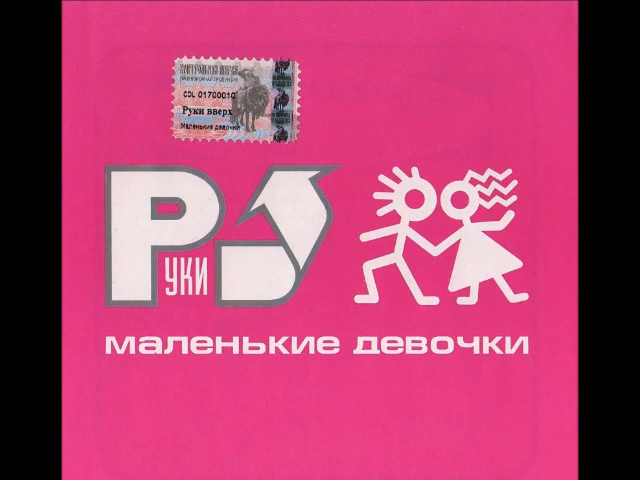 CDL 01700010
Руки вверх
Маленькие девочки
Руки
маленькие девочки